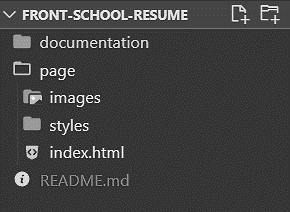 FRONT-SCHOOL-RESUME
documentation
page
images
styles
index.html
README.md